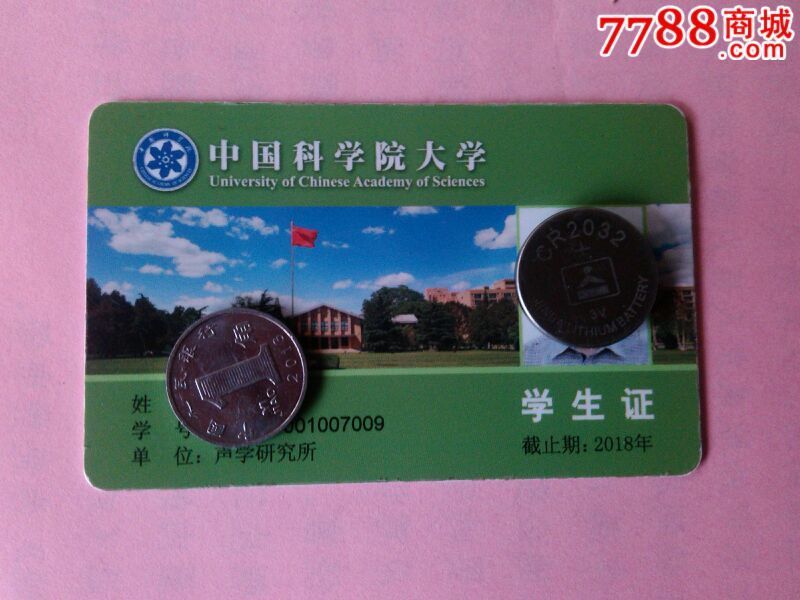 7788商城
.com
中国科学院大学
University of Chinese Academy of Sciences
CR2032
3V
LITHIUM BATTERY
2013
1
姓
学 001007009
单 位：声学研究所
学生证
截止期：2018年